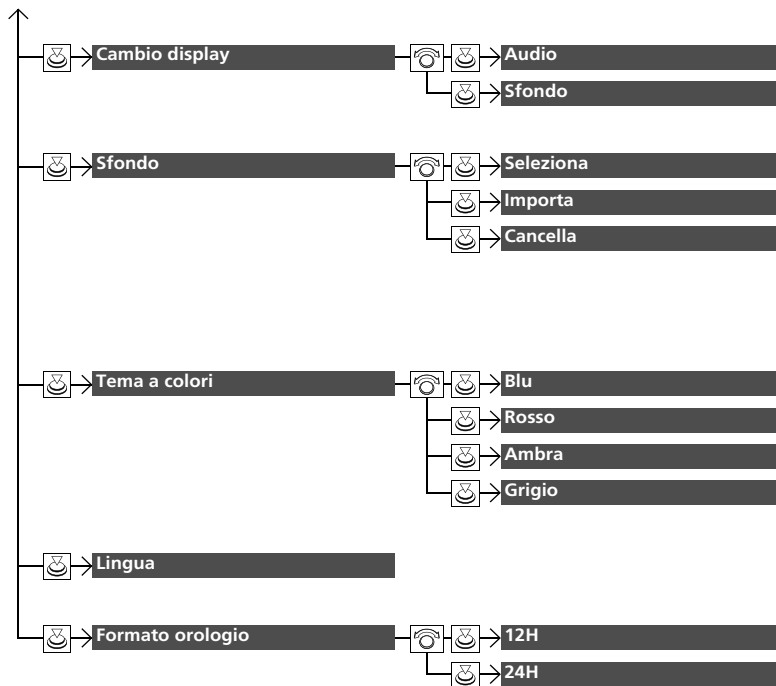 Cambio display
Audio
Sfondo
Sfondo
Seleziona
Importa
Cancella
Tema a colori
Blu
Rosso
Ambra
Grigio
Lingua
Formato orologio
12H
24H